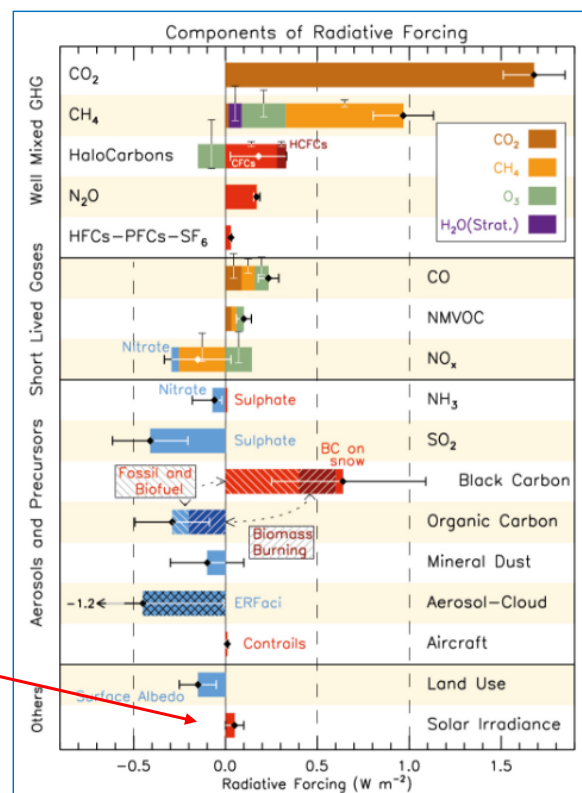 Components of Radiative Forcing
Well Mixed GHG
CO₂
CH₄
HaloCarbons
CFCs
HCFCs
N₂O
HFCs–PFCs–SF₆
CO₂
CH₄
O₃
H₂O(Strat.)
Short Lived Gases
CO
NMVOC
Nitrate
NOₓ
Aerosols and Precursors
Nitrate
Sulphate
NH₃
Sulphate
SO₂
BC on
snow
Black Carbon
Fossil and
Biofuel
Organic Carbon
Biomass
Burning
Mineral Dust
−1.2
ERFaci
Aerosol–Cloud
Contrails
Aircraft
Others
Surface Albedo
Land Use
Solar Irradiance
−0.5 0.0 0.5 1.0 1.5
Radiative Forcing (W m⁻²)